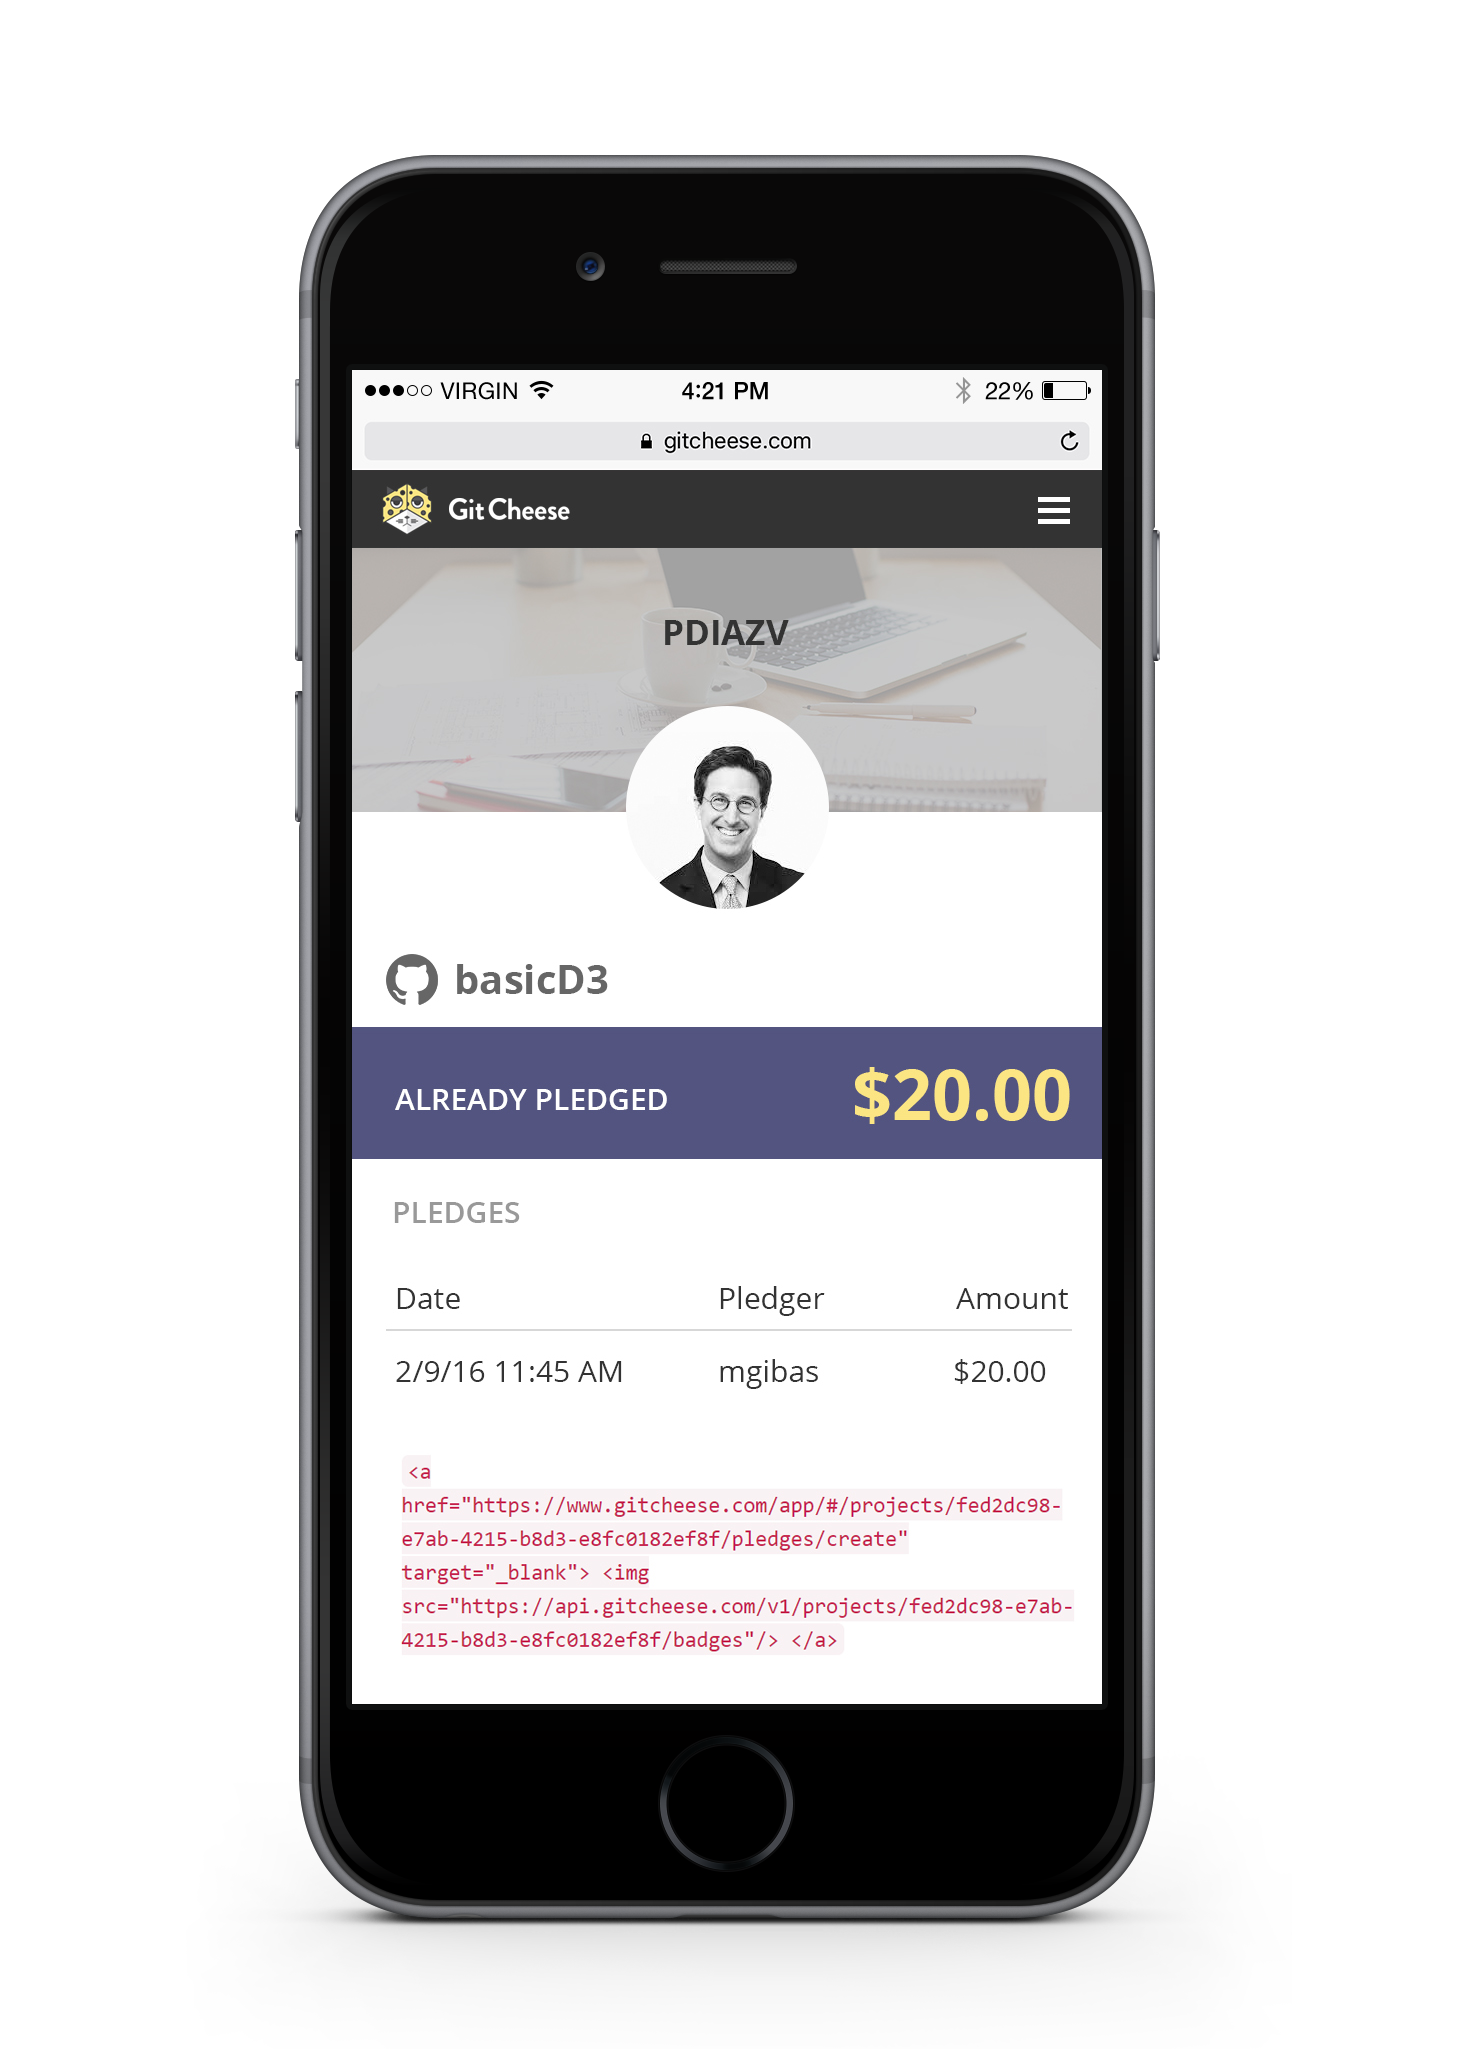 VIRGIN 4:21 PM 22%
gitcheese.com
Git Cheese
PDIAZV
basicD3
ALREADY PLEDGED $20.00
PLEDGES
Date Pledger Amount
2/9/16 11:45 AM mgibas $20.00
<a
href="https://www.gitcheese.com/app/#/projects/fed2dc98-
e7ab-4215-b8d3-e8fc0182ef8f/pledges/create"
target="_blank"> <img
src="https://api.gitcheese.com/v1/projects/fed2dc98-e7ab-
4215-b8d3-e8fc0182ef8f/badges"/> </a>